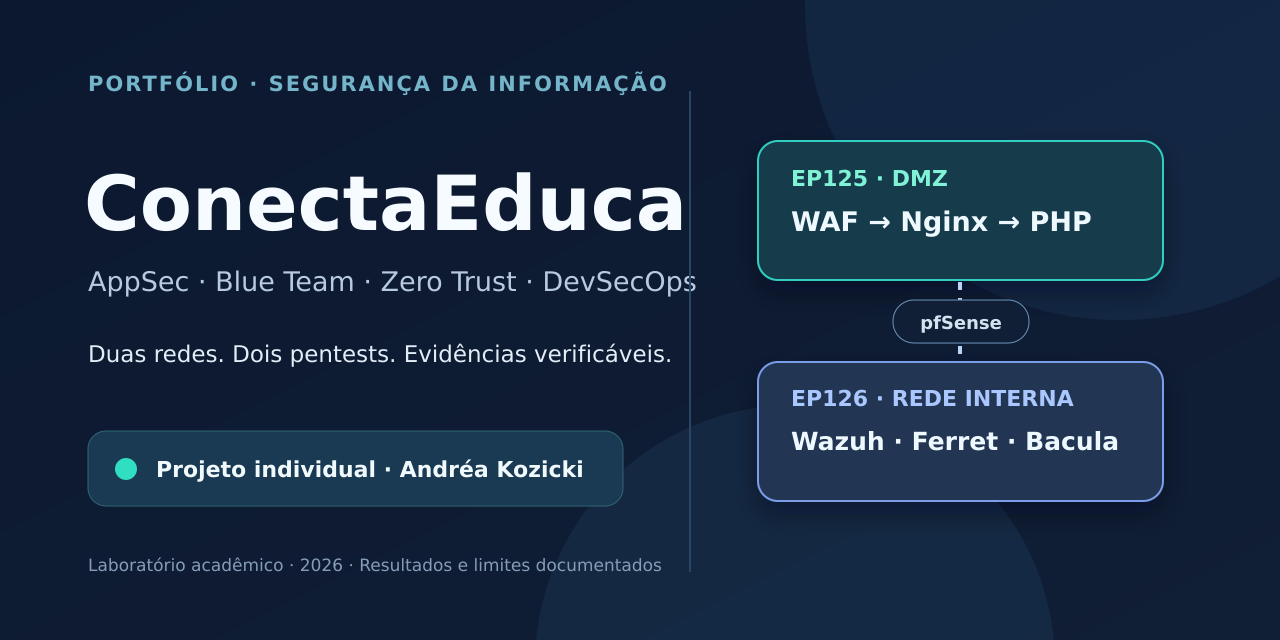 PORTFÓLIO · SEGURANÇA DA INFORMAÇÃO
ConectaEduca
AppSec · Blue Team · Zero Trust · DevSecOps
Duas redes. Dois pentests. Evidências verificáveis.
Projeto individual · Andréa Kozicki
Laboratório acadêmico · 2026 · Resultados e limites documentados
EP125 · DMZ
WAF → Nginx → PHP
pfSense
EP126 · REDE INTERNA
Wazuh · Ferret · Bacula